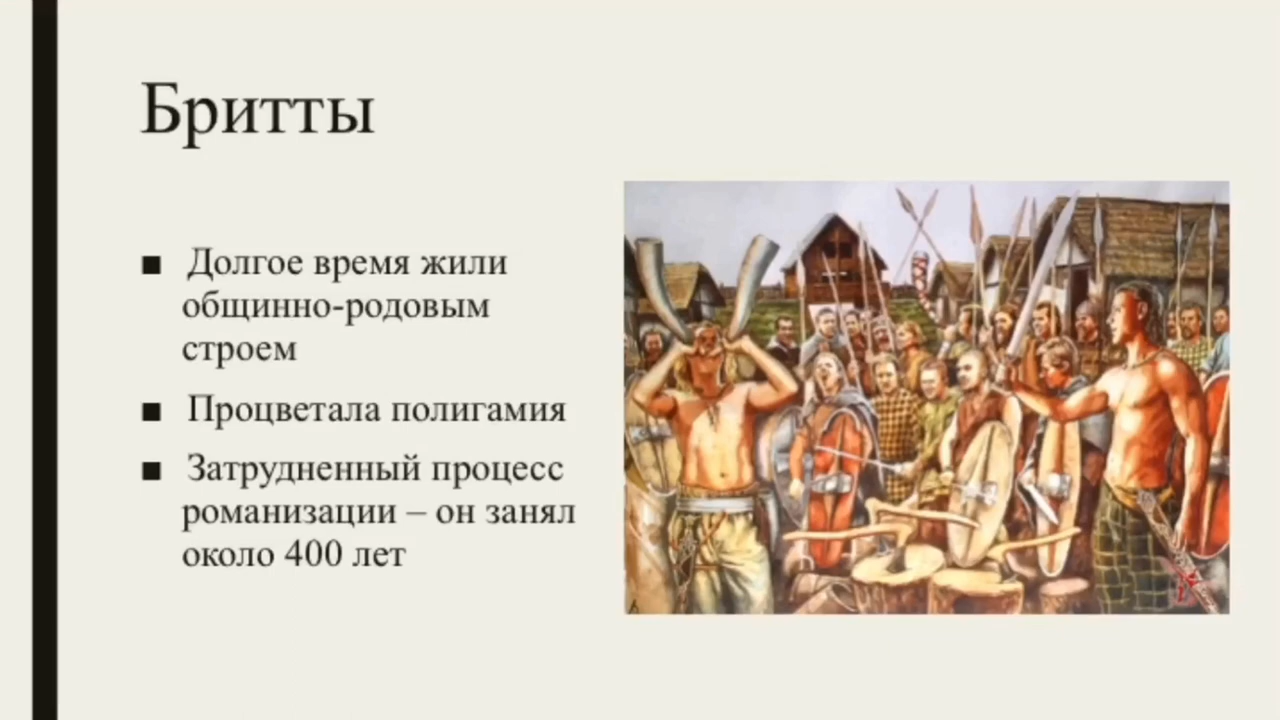 Бритты
▪ Долгое время жили
общинно-родовым
строем
▪ Процветала полигамия
▪ Затрудненный процесс
романизации – он занял
около 400 лет